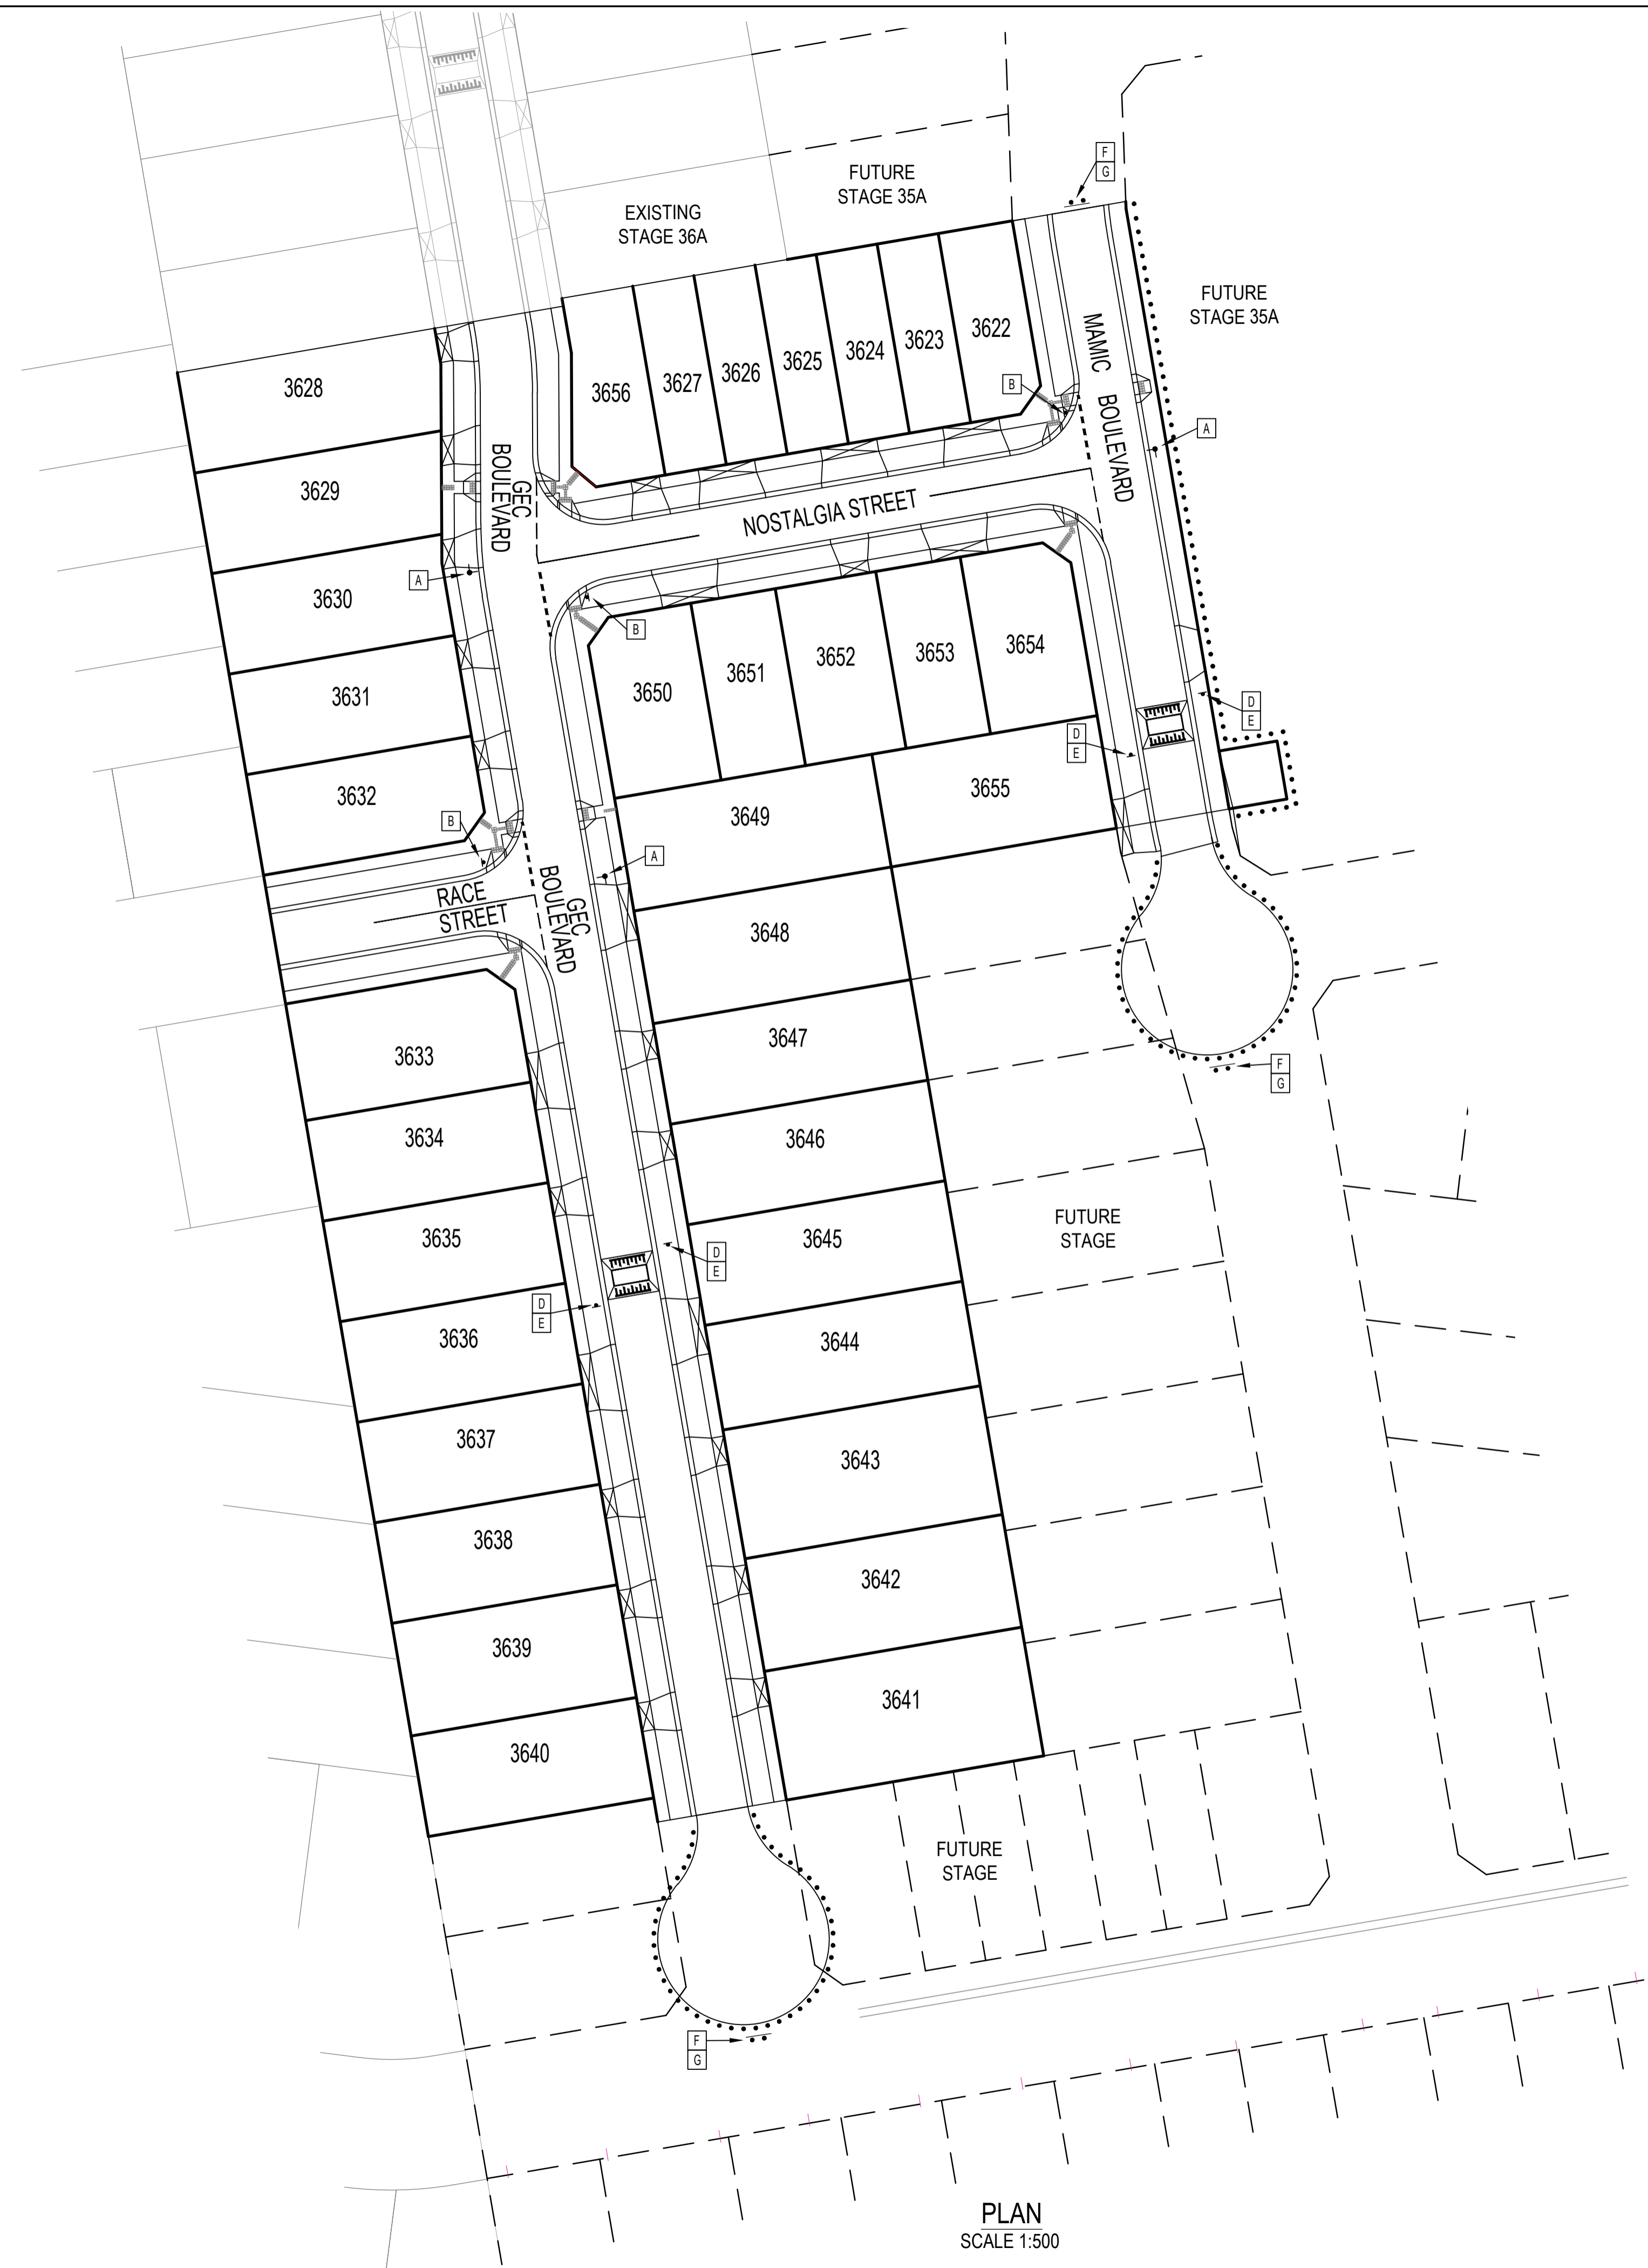 F
G
FUTURE
STAGE 35A
EXISTING
STAGE 36A
FUTURE
STAGE 35A
3622
3623
3624
3625
3626
3627
3656
MAMIC BOULEVARD
B
A
3628
3629
GEC
BOULEVARD
NOSTALGIA STREET
A
3630
B
3631
3632
3650
3651
3652
3653
3654
D
E
D
E
3655
3649
B
A
RACE
STREET
GEC
BOULEVARD
3648
3647
F
G
3633
3634
3646
3635
3645
D
E
D
E
FUTURE
STAGE
3636
3644
3637
3643
3638
3642
3639
3641
3640
FUTURE
STAGE
F
G
PLAN
SCALE 1:500